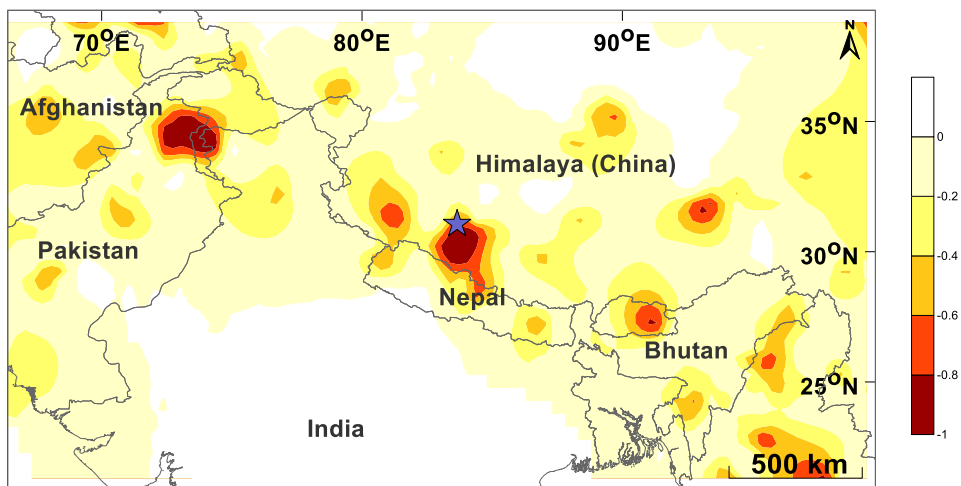 70°E 80°E 90°E N
Afghanistan
35°N
0
Himalaya (China)
-0.2
Pakistan
30°N
-0.4
Nepal
-0.6
Bhutan
-0.8
25°N
India
-1
500 km